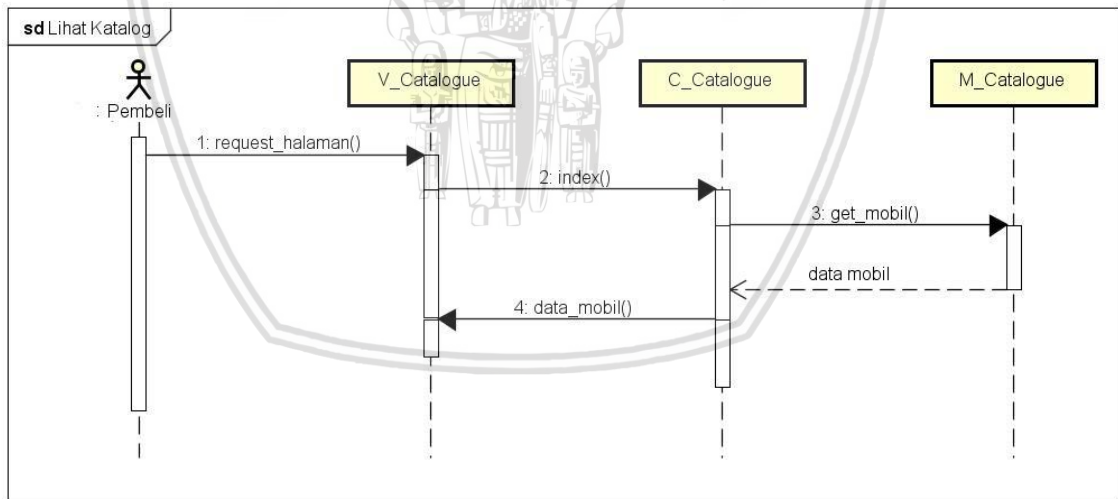 sd Lihat Katalog
: Pembeli
V_Catalogue
C_Catalogue
M_Catalogue
1: request_halaman()
2: index()
3: get_mobil()
data mobil
4: data_mobil()